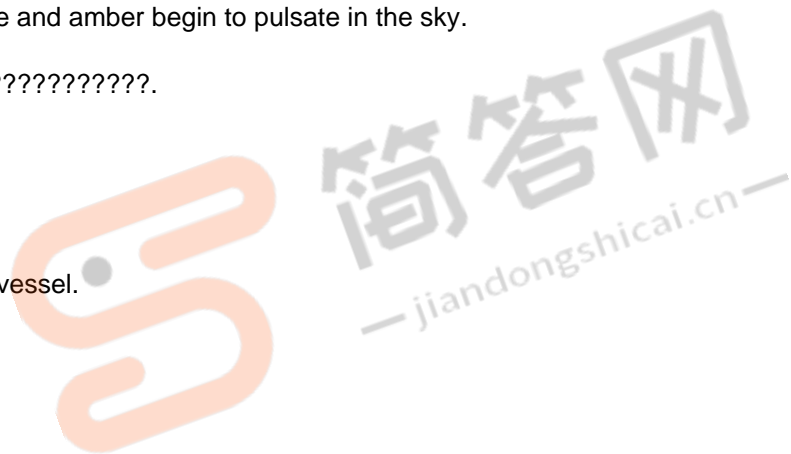 e and amber begin to pulsate in the sky.
??????????.
vessel.
简答网
— jiandongshicai.cn —